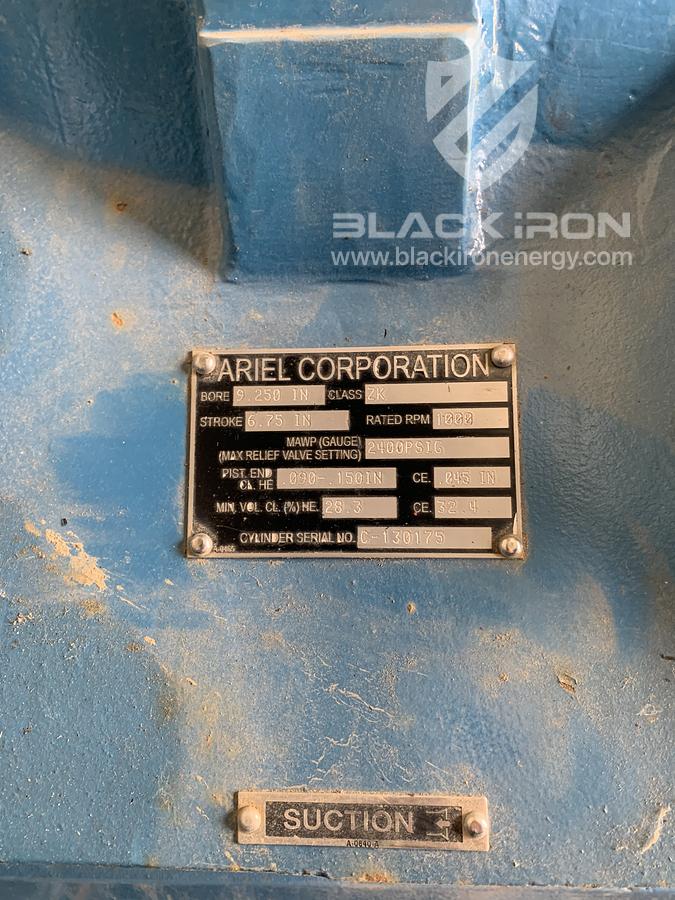 BLACK IRON
www.blackironenergy.com
ARIEL CORPORATION
BORE 9.250 IN CLASS ZK
STROKE 6.75 IN RATED RPM 1000
MAWP (GAUGE)
(MAX RELIEF VALVE SETTING) 2400PSIG
PIST. END
CL. HE .090-.150IN CE. .045 IN
MIN. VOL. CL. (%) HE. 28.3 CE. 32.4
CYLINDER SERIAL NO. C-130175
SUCTION